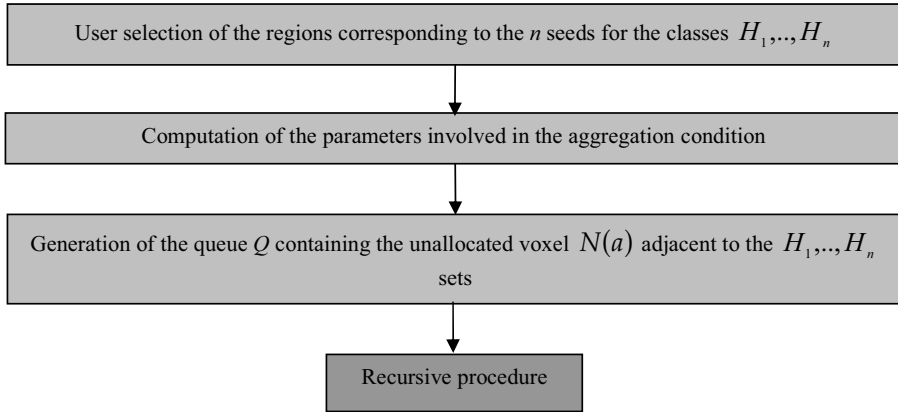 User selection of the regions corresponding to the n seeds for the classes H₁,..,Hₙ
Computation of the parameters involved in the aggregation condition
Generation of the queue Q containing the unallocated voxel N(a) adjacent to the H₁,..,Hₙ
sets
Recursive procedure